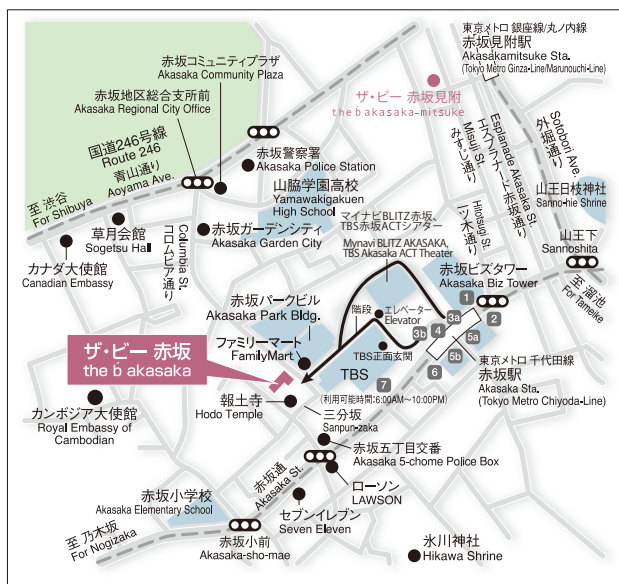 東京メトロ 銀座線/丸ノ内線
赤坂見附駅
Akasakamitsuke Sta.
(Tokyo Metro Ginza-Line/Marunouchi-Line)
赤坂コミュニティプラザ
Akasaka Community Plaza
赤坂地区総合支所前
Akasaka Regional City Office
ザ・ビー 赤坂見附
the b akasaka-mitsuke
国道246号線
Route 246
青山通り
Aoyama Ave.
赤坂警察署
Akasaka Police Station
山脇学園高校
Yamawakigakuen
High School
みすじ通り
Misuji St.
エスプラナード赤坂通り
Esplanade Akasaka St.
外堀通り
Sotobori Ave.
一ツ木通り
Hitotsugi St.
山王日枝神社
Sanno-hie Shrine
至 渋谷
For Shibuya
草月会館
Sogetsu Hall
カナダ大使館
Canadian Embassy
コロムビア通り
Columbia St.
赤坂ガーデンシティ
Akasaka Garden City
マイナビBLITZ赤坂、
TBS赤坂ACTシアター
Mynavi BLITZ AKASAKA,
TBS Akasaka ACT Theater
山王下
Sannoshita
赤坂ビズタワー
Akasaka Biz Tower
至 溜池
For Tameike
赤坂パークビル
Akasaka Park Bldg.
階段
エレベーター
Elevator
1
2
3a
3b
4
5a
5b
6
7
ファミリーマート
FamilyMart
TBS正面玄関
TBS
(利用可能時間:6:00AM~10:00PM)
東京メトロ 千代田線
赤坂駅
Akasaka Sta.
(Tokyo Metro Chiyoda-Line)
ザ・ビー 赤坂
the b akasaka
報土寺
Hodo Temple
三分坂
Sanpun-zaka
カンボジア大使館
Royal Embassy of
Cambodian
赤坂五丁目交番
Akasaka 5-chome Police Box
ローソン
LAWSON
赤坂通
Akasaka St.
赤坂小学校
Akasaka Elementary School
セブンイレブン
Seven Eleven
至 乃木坂
For Nogizaka
赤坂小前
Akasaka-sho-mae
氷川神社
Hikawa Shrine